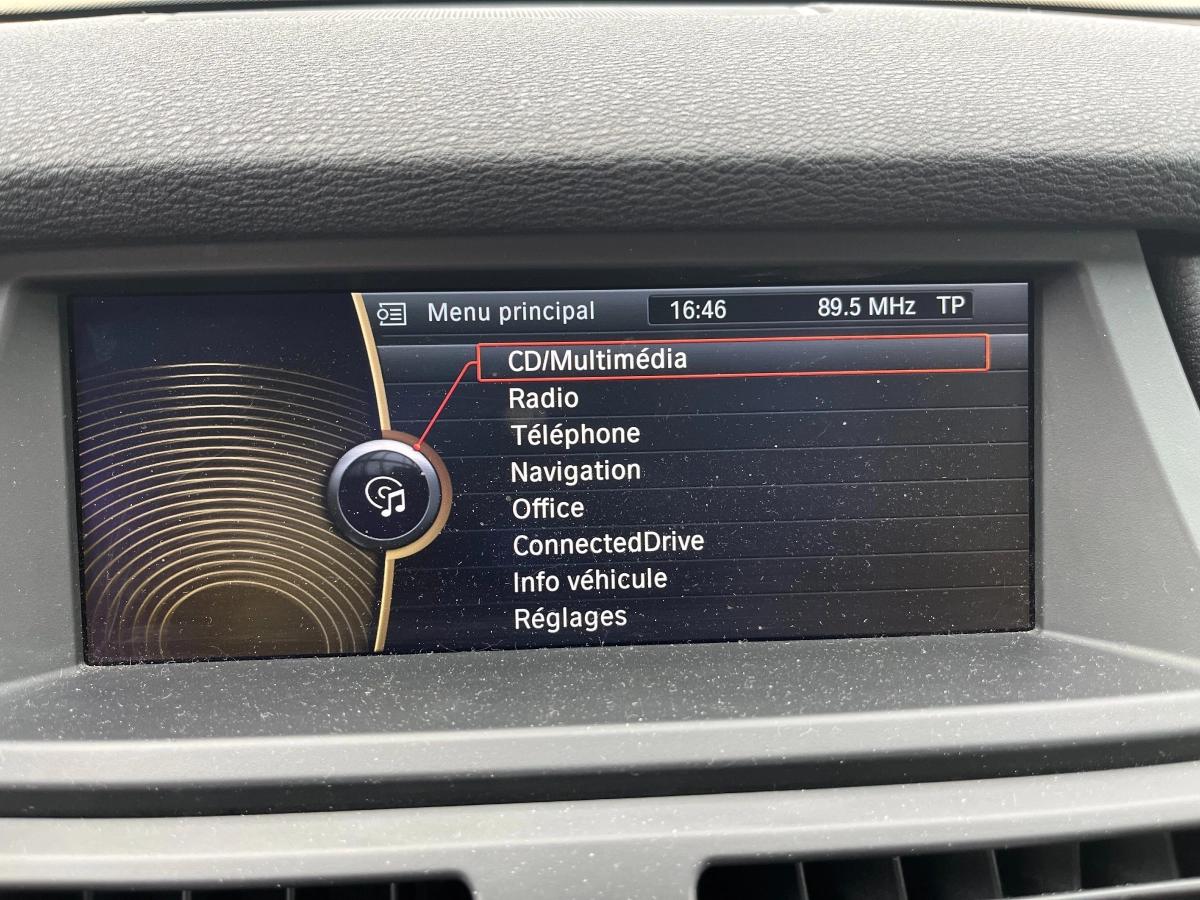 Menu principal 16:46 89.5 MHz TP
CD/Multimédia
Radio
Téléphone
Navigation
Office
ConnectedDrive
Info véhicule
Réglages